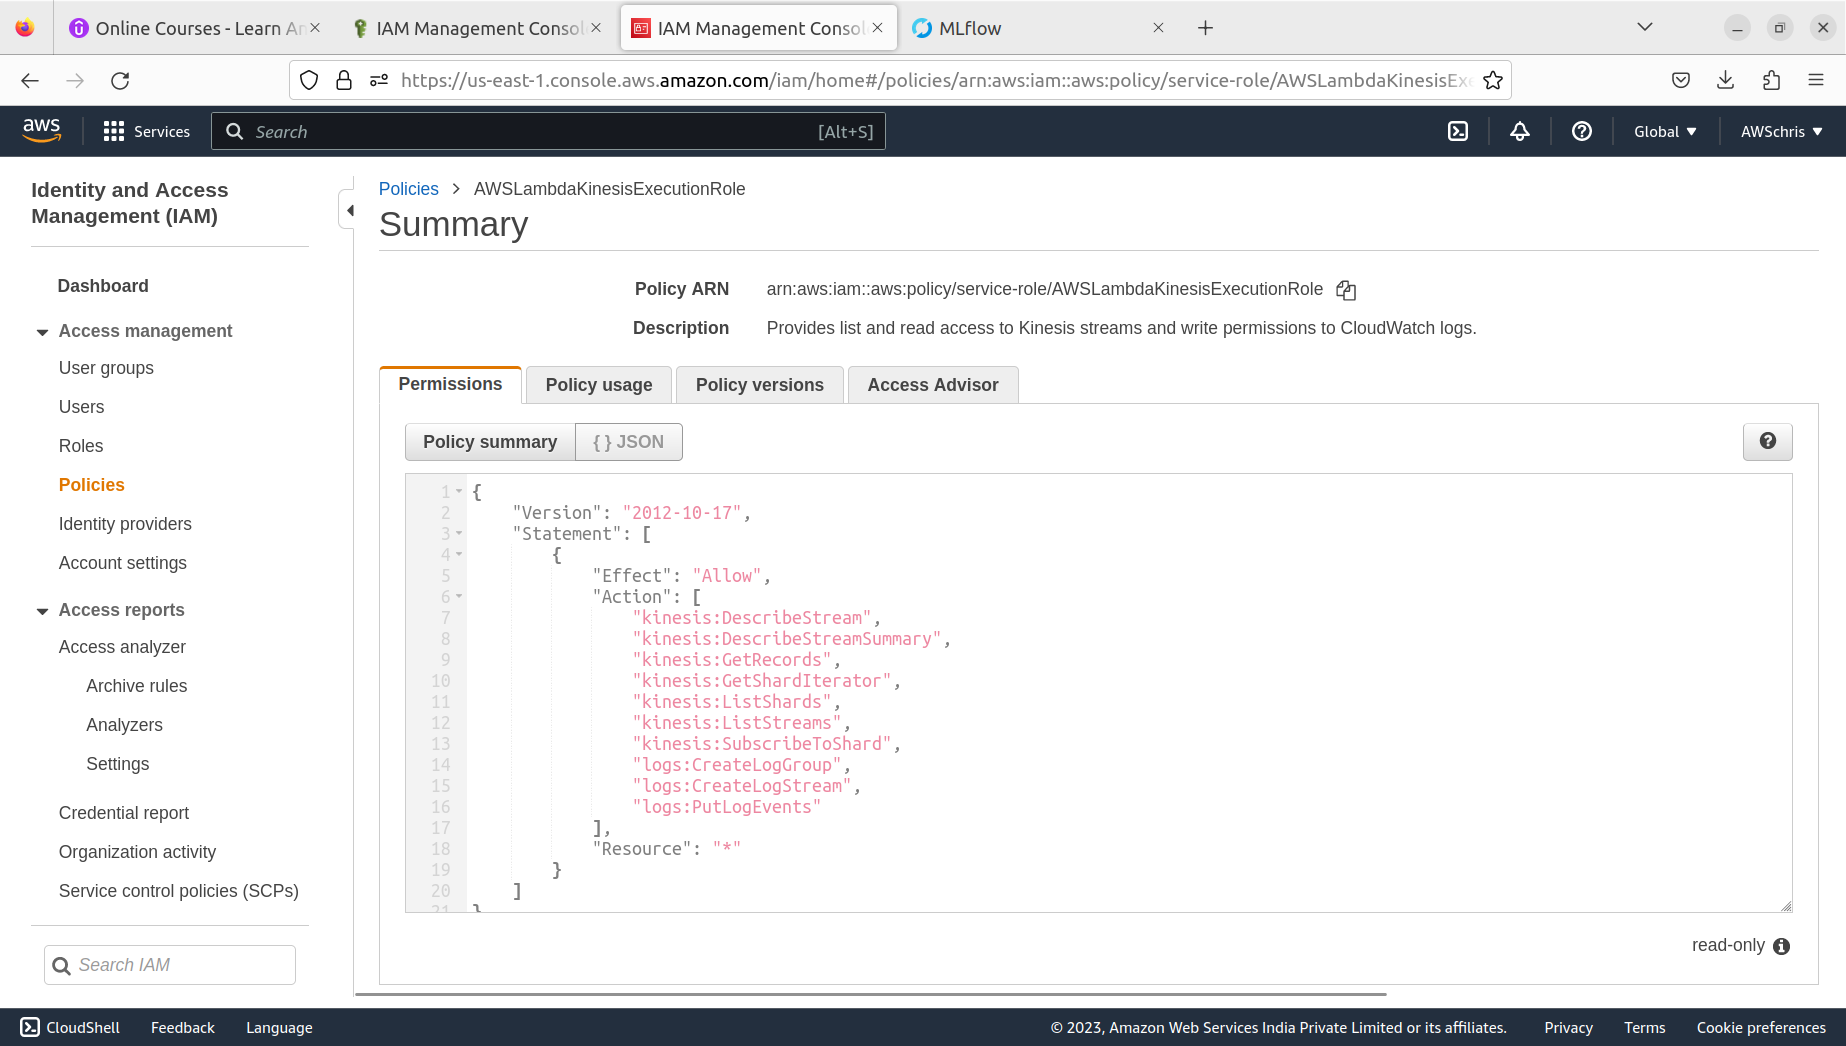 Online Courses - Learn An
IAM Management Consol
IAM Management Consol
MLflow
https://us-east-1.console.aws.amazon.com/iam/home#/policies/arn:aws:iam::aws:policy/service-role/AWSLambdaKinesisExe
aws
Services
Search
[Alt+S]
Global
AWSchris
Identity and Access
Management (IAM)
Dashboard
Access management
User groups
Users
Roles
Policies
Identity providers
Account settings
Access reports
Access analyzer
Archive rules
Analyzers
Settings
Credential report
Organization activity
Service control policies (SCPs)
Search IAM
Policies > AWSLambdaKinesisExecutionRole
Summary
Policy ARN arn:aws:iam::aws:policy/service-role/AWSLambdaKinesisExecutionRole
Description Provides list and read access to Kinesis streams and write permissions to CloudWatch logs.
Permissions
Policy usage
Policy versions
Access Advisor
Policy summary
{ } JSON
1 {
2 "Version": "2012-10-17",
3 "Statement": [
4 {
5 "Effect": "Allow",
6 "Action": [
7 "kinesis:DescribeStream",
8 "kinesis:DescribeStreamSummary",
9 "kinesis:GetRecords",
10 "kinesis:GetShardIterator",
11 "kinesis:ListShards",
12 "kinesis:ListStreams",
13 "kinesis:SubscribeToShard",
14 "logs:CreateLogGroup",
15 "logs:CreateLogStream",
16 "logs:PutLogEvents"
17 ],
18 "Resource": "*"
19 }
20 ]
21 }
read-only
CloudShell
Feedback
Language
© 2023, Amazon Web Services India Private Limited or its affiliates.
Privacy
Terms
Cookie preferences